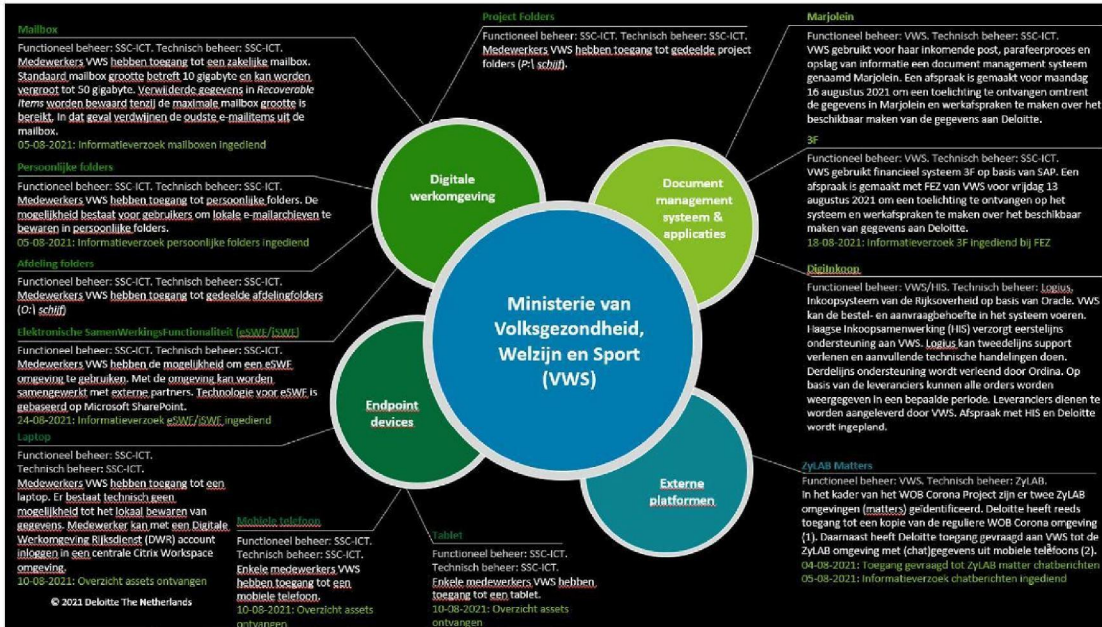 Mailbox
Functioneel beheer: SSC-ICT. Technisch beheer: SSC-ICT.
Medewerkers VWS hebben toegang tot een zakelijke mailbox.
Standaard mailbox grootte betreft 10 gigabyte en kan worden
vergroot tot 50 gigabyte. Verwijderde gegevens in Recoverable
Items worden bewaard tenzij de maximale mailbox grootte is
bereikt. In dat geval verdwijnen de oudste e-mailitems uit de
mailbox.
05-08-2021: Informatieverzoek mailboxen ingediend
Persoonlijke folders
Functioneel beheer: SSC-ICT. Technisch beheer: SSC-ICT.
Medewerkers VWS hebben toegang tot persoonlijke folders. De
mogelijkheid bestaat voor gebruikers om lokale e-mailarchieven te
bewaren in persoonlijke folders.
05-08-2021: Informatieverzoek persoonlijke folders ingediend
Afdeling folders
Functioneel beheer: SSC-ICT. Technisch beheer: SSC-ICT.
Medewerkers VWS hebben toegang tot gedeelde afdelingfolders
(O:\ schijf)
Elektronische SamenWerkingsFunctionaliteit (eSWF/iSWF)
Functioneel beheer: SSC-ICT. Technisch beheer: SSC-ICT.
Medewerkers VWS hebben de mogelijkheid om een eSWF
omgeving te gebruiken. Met de omgeving kan worden
samengewerkt met externe partners. Technologie voor eSWF is
gebaseerd op Microsoft SharePoint.
24-08-2021: Informatieverzoek eSWF/iSWF ingediend
Laptop
Functioneel beheer: SSC-ICT.
Technisch beheer: SSC-ICT.
Medewerkers VWS hebben toegang tot een
laptop. Er bestaat technisch geen
mogelijkheid tot het lokaal bewaren van
gegevens. Medewerker kan met een Digitale
Werkomgeving Rijksdienst (DWR) account
inloggen in een centrale Citrix Workspace
omgeving.
10-08-2021: Overzicht assets ontvangen
© 2021 Deloitte The Netherlands
Mobiele telefoon
Functioneel beheer: SSC-ICT.
Technisch beheer: SSC-ICT.
Enkele medewerkers VWS
hebben toegang tot een
mobiele telefoon.
10-08-2021: Overzicht assets
ontvangen
Tablet
Functioneel beheer: SSC-ICT.
Technisch beheer: SSC-ICT.
Enkele medewerkers VWS hebben
toegang tot een tablet.
10-08-2021: Overzicht assets
ontvangen
Project Folders
Functioneel beheer: SSC-ICT. Technisch beheer: SSC-ICT.
Medewerkers VWS hebben toegang tot gedeelde project
folders (P:\ schijf).
Digitale
werkomgeving
Document
management
systeem &
applicaties
Ministerie van
Volksgezondheid,
Welzijn en Sport
(VWS)
Endpoint
devices
Externe
platformen
Marjolein
Functioneel beheer: VWS. Technisch beheer: SSC-ICT.
VWS gebruikt voor haar inkomende post, parafeerproces en
opslag van informatie een document management systeem
genaamd Marjolein. Een afspraak is gemaakt voor maandag
16 augustus 2021 om een toelichting te ontvangen omtrent
de gegevens in Marjolein en werkafspraken te maken over het
beschikbaar maken van de gegevens aan Deloitte.
3F
Functioneel beheer: VWS. Technisch beheer: SSC-ICT.
VWS gebruikt financieel systeem 3F op basis van SAP. Een
afspraak is gemaakt met FEZ van VWS voor vrijdag 13
augustus 2021 om een toelichting te ontvangen op het
systeem en werkafspraken te maken over het beschikbaar
maken van gegevens aan Deloitte.
18-08-2021: Informatieverzoek 3F ingediend bij FEZ
DigiInkoop
Functioneel beheer: VWS/HIS. Technisch beheer: Logius.
Inkoopsysteem van de Rijksoverheid op basis van Oracle. VWS
kan de bestel- en aanvraagbehoefte in het systeem voeren.
Haagse Inkoopsamenwerking (HIS) verzorgt eerstelijns
ondersteuning aan VWS. Logius kan tweedelijns support
verlenen en aanvullende technische handelingen doen.
Derdelijns ondersteuning wordt verleend door Ordina. Op
basis van de leveranciers kunnen alle orders worden
weergegeven in een bepaalde periode. Leveranciers dienen te
worden aangeleverd door VWS. Afspraak met HIS en Deloitte
wordt ingepland.
ZyLAB Matters
Functioneel beheer: VWS. Technisch beheer: ZyLAB.
In het kader van het WOB Corona Project zijn er twee ZyLAB
omgevingen (matters) geïdentificeerd. Deloitte heeft reeds
toegang tot een kopie van de reguliere WOB Corona omgeving
(1). Daarnaast heeft Deloitte toegang gevraagd aan VWS tot de
ZyLAB omgeving met (chat)gegevens uit mobiele telefoons (2).
04-08-2021: Toegang gevraagd tot ZyLAB matter chatberichten
05-08-2021: Informatieverzoek chatberichten ingediend